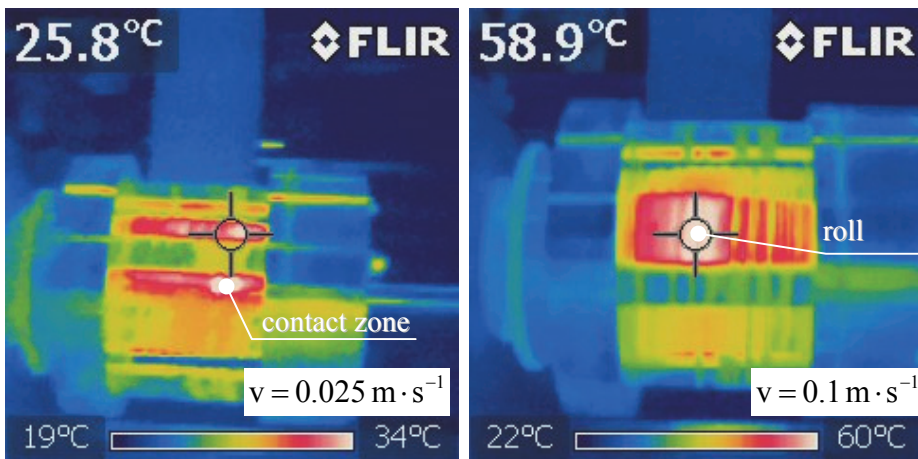 25.8°C
FLIR
contact zone
v = 0.025 m · s⁻¹
19°C
34°C
58.9°C
FLIR
roll
v = 0.1 m · s⁻¹
22°C
60°C